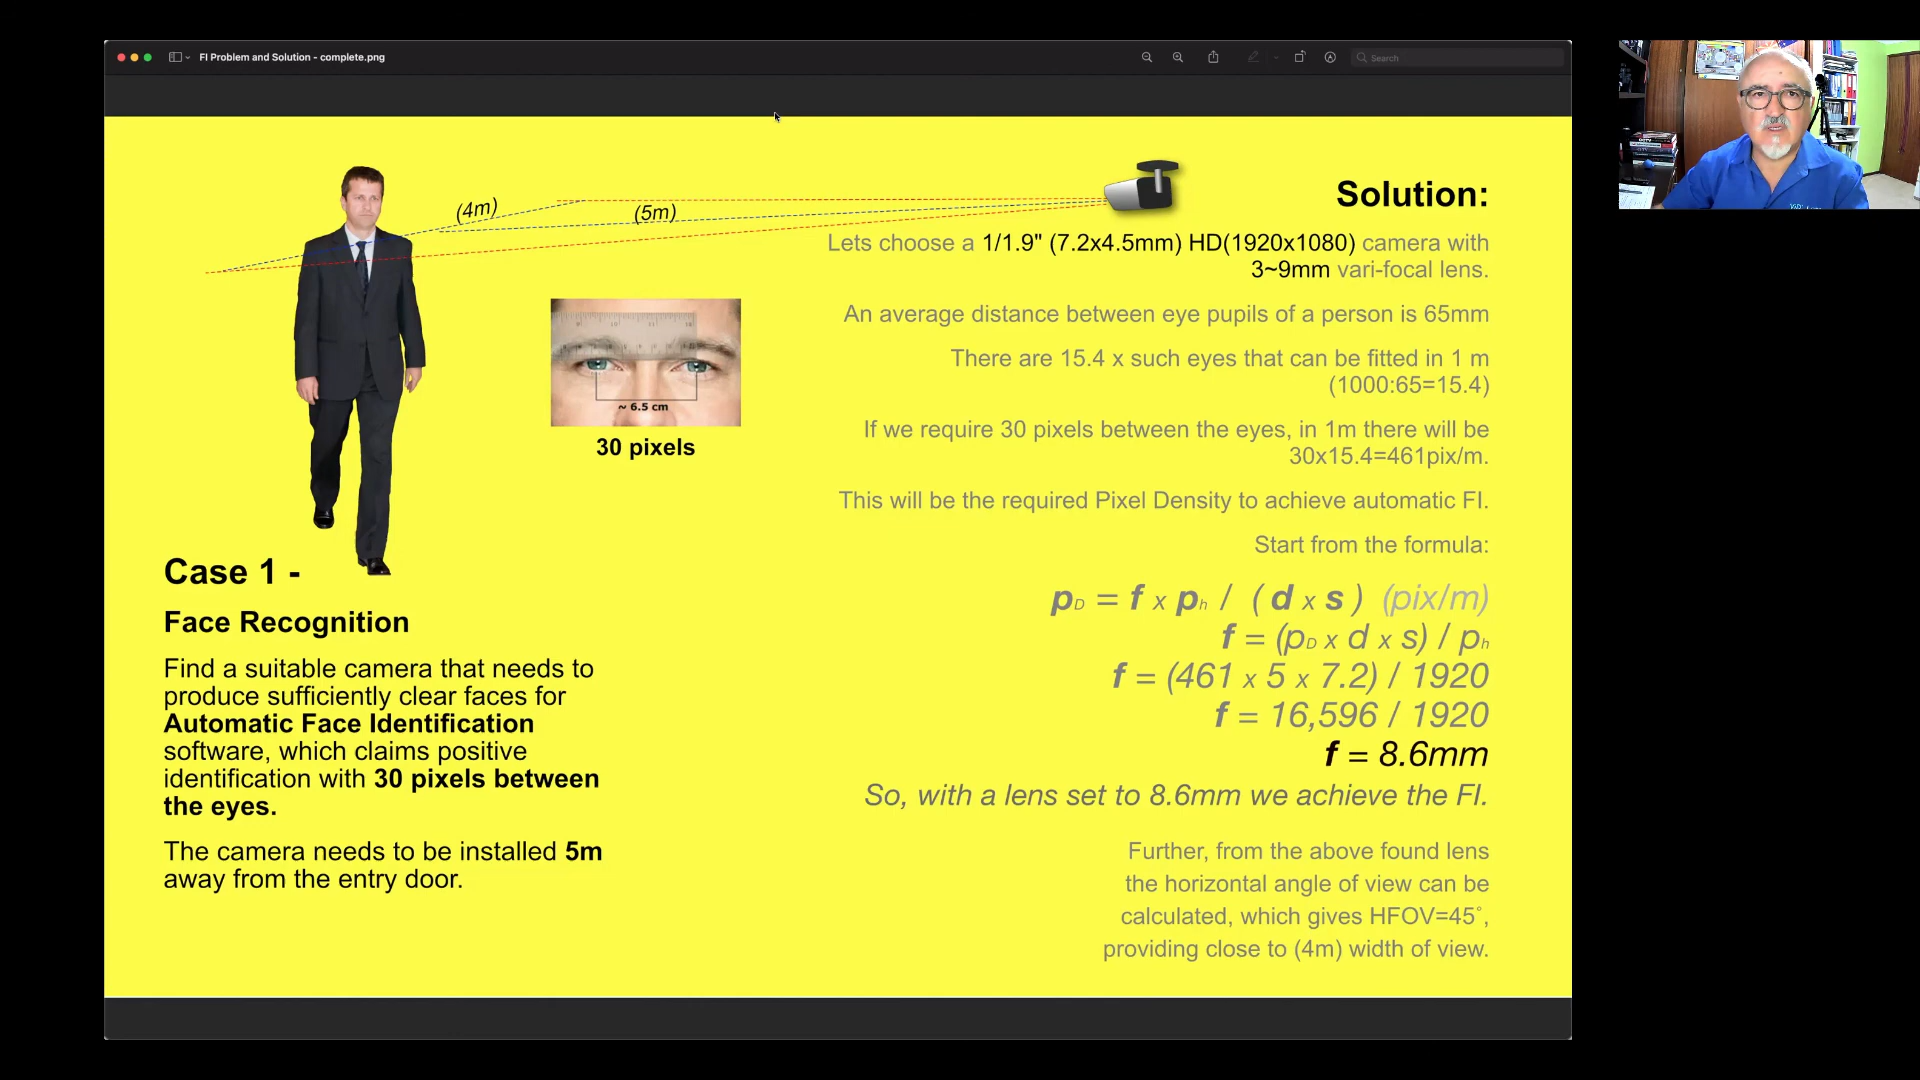 FI Problem and Solution - complete.png
Search
(4m)
(5m)
~ 6.5 cm
30 pixels
Case 1 -
Face Recognition
Find a suitable camera that needs to
produce sufficiently clear faces for
Automatic Face Identification
software, which claims positive
identification with 30 pixels between
the eyes.
The camera needs to be installed 5m
away from the entry door.
Solution:
Lets choose a 1/1.9" (7.2x4.5mm) HD(1920x1080) camera with
3~9mm vari-focal lens.
An average distance between eye pupils of a person is 65mm
There are 15.4 x such eyes that can be fitted in 1 m
(1000:65=15.4)
If we require 30 pixels between the eyes, in 1m there will be
30x15.4=461pix/m.
This will be the required Pixel Density to achieve automatic FI.
Start from the formula:
pD = f x ph / ( d x s ) (pix/m)
f = (pD x d x s) / ph
f = (461 x 5 x 7.2) / 1920
f = 16,596 / 1920
f = 8.6mm
So, with a lens set to 8.6mm we achieve the FI.
Further, from the above found lens
the horizontal angle of view can be
calculated, which gives HFOV=45°,
providing close to (4m) width of view.